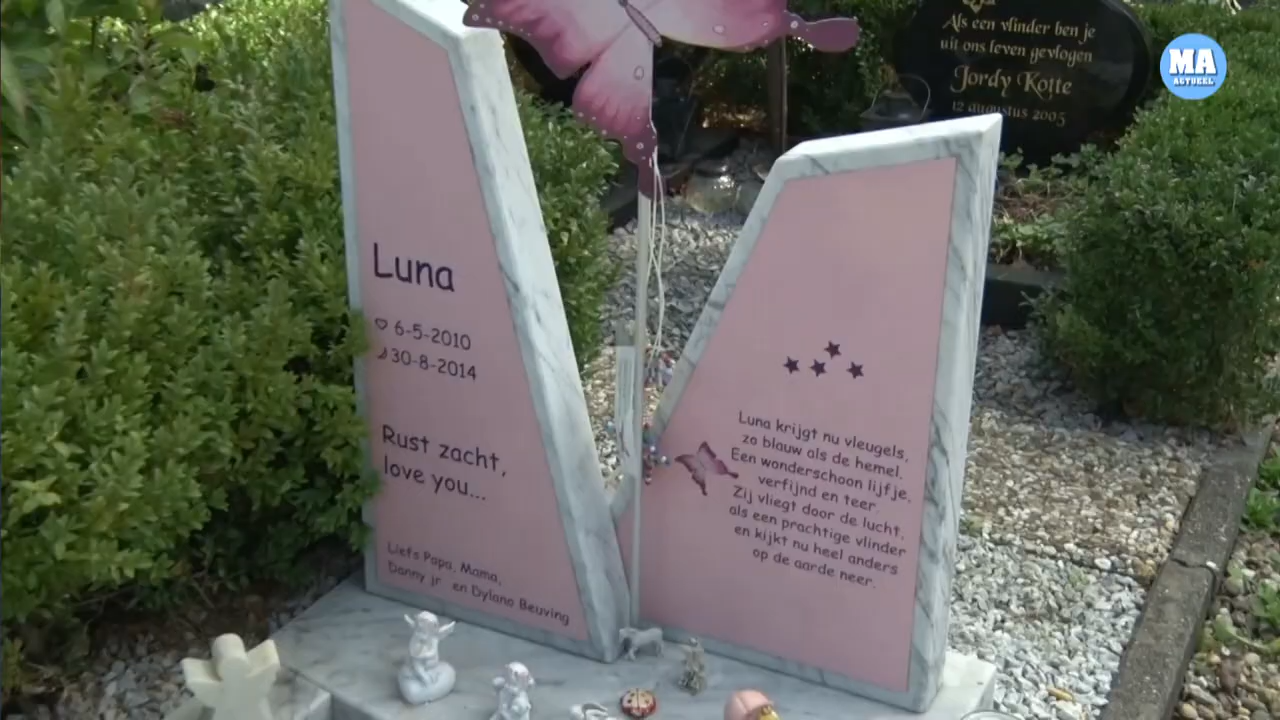 Als een vlinder ben je
uit ons leven gevlogen
Jordy Kotte
12 augustus 2005
MA
ACTUEEL
Luna
6-5-2010
30-8-2014
Rust zacht,
love you...
Liefs Papa, Mama,
Danny jr. en Dylano Beuving
Luna krijgt nu vleugels,
zo blauw als de hemel.
Een wonderschoon lijfje,
verfijnd en teer.
Zij vliegt door de lucht,
als een prachtige vlinder
en kijkt nu heel anders
op de aarde neer.